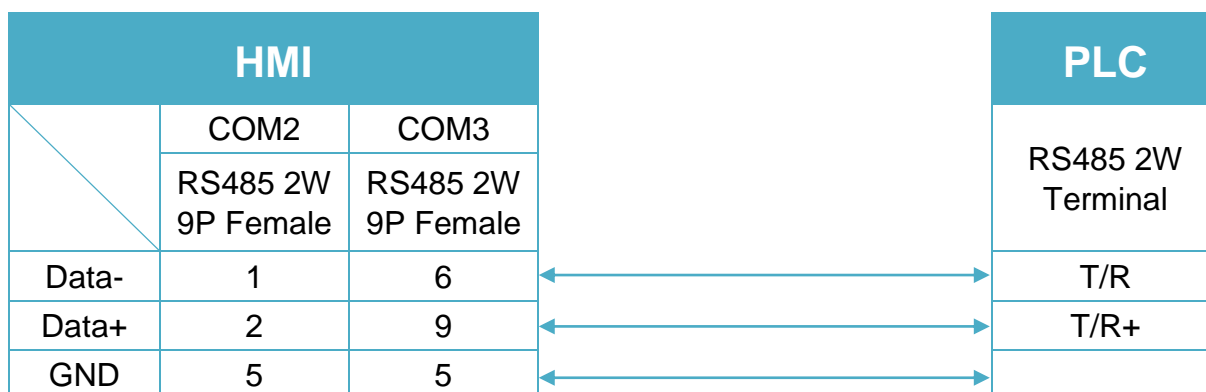 HMI
PLC
COM2 COM3
RS485 2W
9P Female
RS485 2W
9P Female
RS485 2W
Terminal
Data- 1 6 T/R
Data+ 2 9 T/R+
GND 5 5